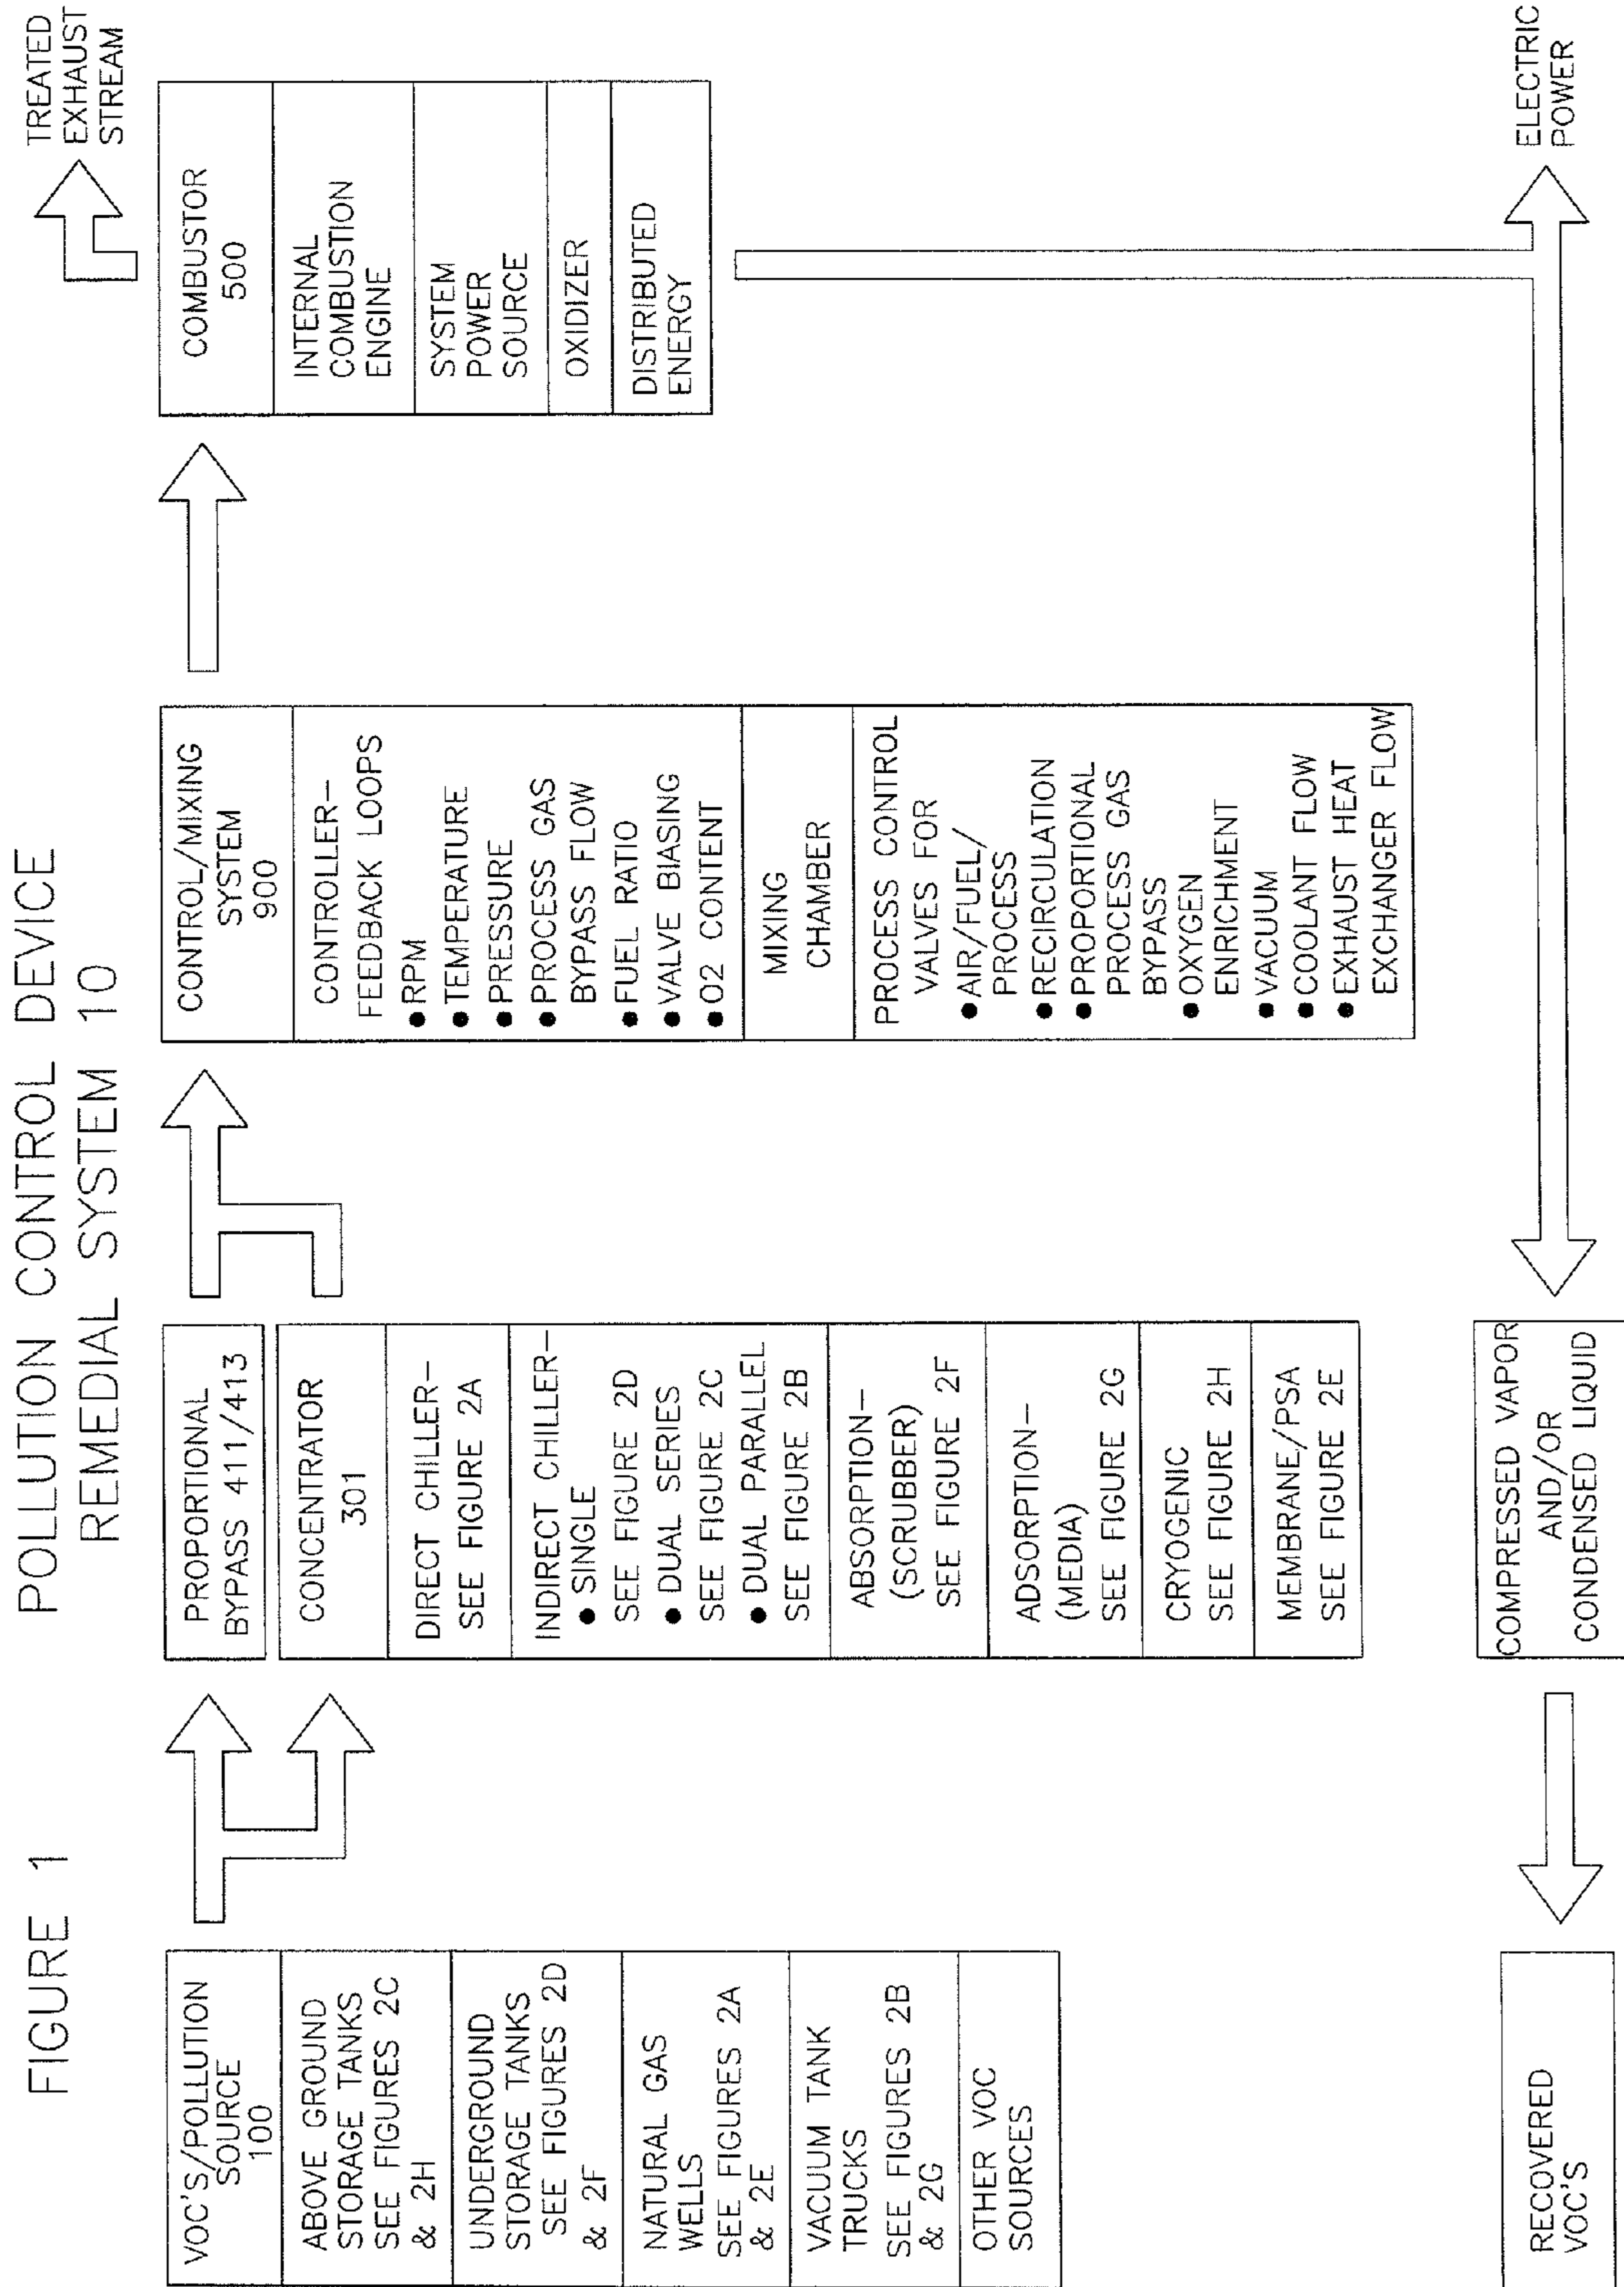 FIGURE 1
POLLUTION CONTROL DEVICE
REMEDIAL SYSTEM 10
VOC'S/POLLUTION
SOURCE
100
ABOVE GROUND
STORAGE TANKS
SEE FIGURES 2C
& 2H
UNDERGROUND
STORAGE TANKS
SEE FIGURES 2D
& 2F
NATURAL GAS
WELLS
SEE FIGURES 2A
& 2E
VACUUM TANK
TRUCKS
SEE FIGURES 2B
& 2G
OTHER VOC
SOURCES
PROPORTIONAL
BYPASS 411/413
CONCENTRATOR
301
DIRECT CHILLER—
SEE FIGURE 2A
INDIRECT CHILLER—
● SINGLE
SEE FIGURE 2D
● DUAL SERIES
SEE FIGURE 2C
● DUAL PARALLEL
SEE FIGURE 2B
ABSORPTION—
(SCRUBBER)
SEE FIGURE 2F
ADSORPTION—
(MEDIA)
SEE FIGURE 2G
CRYOGENIC
SEE FIGURE 2H
MEMBRANE/PSA
SEE FIGURE 2E
CONTROL/MIXING
SYSTEM
900
CONTROLLER—
FEEDBACK LOOPS
● RPM
● TEMPERATURE
● PRESSURE
● PROCESS GAS
BYPASS FLOW
● FUEL RATIO
● VALVE BIASING
● O2 CONTENT
MIXING
CHAMBER
PROCESS CONTROL
VALVES FOR
● AIR/FUEL/
PROCESS
● RECIRCULATION
● PROPORTIONAL
PROCESS GAS
BYPASS
● OXYGEN
ENRICHMENT
● VACUUM
● COOLANT FLOW
● EXHAUST HEAT
EXCHANGER FLOW
TREATED
EXHAUST
STREAM
COMBUSTOR
500
INTERNAL
COMBUSTION
ENGINE
SYSTEM
POWER
SOURCE
OXIDIZER
DISTRIBUTED
ENERGY
RECOVERED
VOC'S
COMPRESSED VAPOR
AND/OR
CONDENSED LIQUID
ELECTRIC
POWER